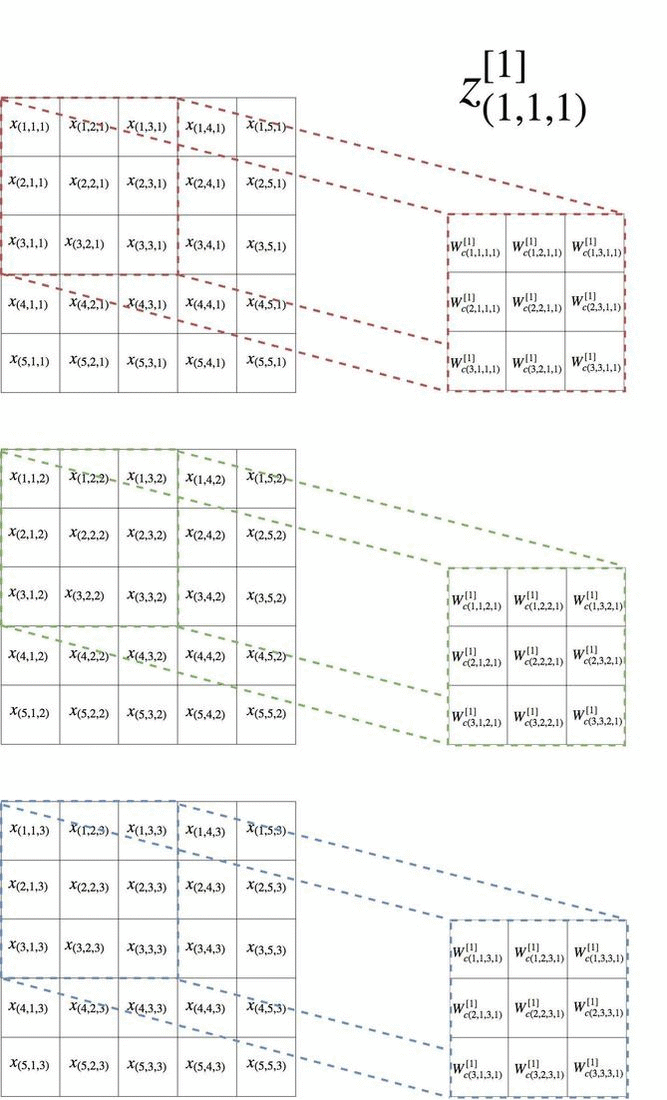 z^{[1]}_{(1,1,1)}
x_{(1,1,1)} x_{(1,2,1)} x_{(1,3,1)} x_{(1,4,1)} x_{(1,5,1)}
x_{(2,1,1)} x_{(2,2,1)} x_{(2,3,1)} x_{(2,4,1)} x_{(2,5,1)}
x_{(3,1,1)} x_{(3,2,1)} x_{(3,3,1)} x_{(3,4,1)} x_{(3,5,1)}
x_{(4,1,1)} x_{(4,2,1)} x_{(4,3,1)} x_{(4,4,1)} x_{(4,5,1)}
x_{(5,1,1)} x_{(5,2,1)} x_{(5,3,1)} x_{(5,4,1)} x_{(5,5,1)}
W^{[1]}_{c(1,1,1,1)} W^{[1]}_{c(1,2,1,1)} W^{[1]}_{c(1,3,1,1)}
W^{[1]}_{c(2,1,1,1)} W^{[1]}_{c(2,2,1,1)} W^{[1]}_{c(2,3,1,1)}
W^{[1]}_{c(3,1,1,1)} W^{[1]}_{c(3,2,1,1)} W^{[1]}_{c(3,3,1,1)}
x_{(1,1,2)} x_{(1,2,2)} x_{(1,3,2)} x_{(1,4,2)} x_{(1,5,2)}
x_{(2,1,2)} x_{(2,2,2)} x_{(2,3,2)} x_{(2,4,2)} x_{(2,5,2)}
x_{(3,1,2)} x_{(3,2,2)} x_{(3,3,2)} x_{(3,4,2)} x_{(3,5,2)}
x_{(4,1,2)} x_{(4,2,2)} x_{(4,3,2)} x_{(4,4,2)} x_{(4,5,2)}
x_{(5,1,2)} x_{(5,2,2)} x_{(5,3,2)} x_{(5,4,2)} x_{(5,5,2)}
W^{[1]}_{c(1,1,2,1)} W^{[1]}_{c(1,2,2,1)} W^{[1]}_{c(1,3,2,1)}
W^{[1]}_{c(2,1,2,1)} W^{[1]}_{c(2,2,2,1)} W^{[1]}_{c(2,3,2,1)}
W^{[1]}_{c(3,1,2,1)} W^{[1]}_{c(3,2,2,1)} W^{[1]}_{c(3,3,2,1)}
x_{(1,1,3)} x_{(1,2,3)} x_{(1,3,3)} x_{(1,4,3)} x_{(1,5,3)}
x_{(2,1,3)} x_{(2,2,3)} x_{(2,3,3)} x_{(2,4,3)} x_{(2,5,3)}
x_{(3,1,3)} x_{(3,2,3)} x_{(3,3,3)} x_{(3,4,3)} x_{(3,5,3)}
x_{(4,1,3)} x_{(4,2,3)} x_{(4,3,3)} x_{(4,4,3)} x_{(4,5,3)}
x_{(5,1,3)} x_{(5,2,3)} x_{(5,3,3)} x_{(5,4,3)} x_{(5,5,3)}
W^{[1]}_{c(1,1,3,1)} W^{[1]}_{c(1,2,3,1)} W^{[1]}_{c(1,3,3,1)}
W^{[1]}_{c(2,1,3,1)} W^{[1]}_{c(2,2,3,1)} W^{[1]}_{c(2,3,3,1)}
W^{[1]}_{c(3,1,3,1)} W^{[1]}_{c(3,2,3,1)} W^{[1]}_{c(3,3,3,1)}